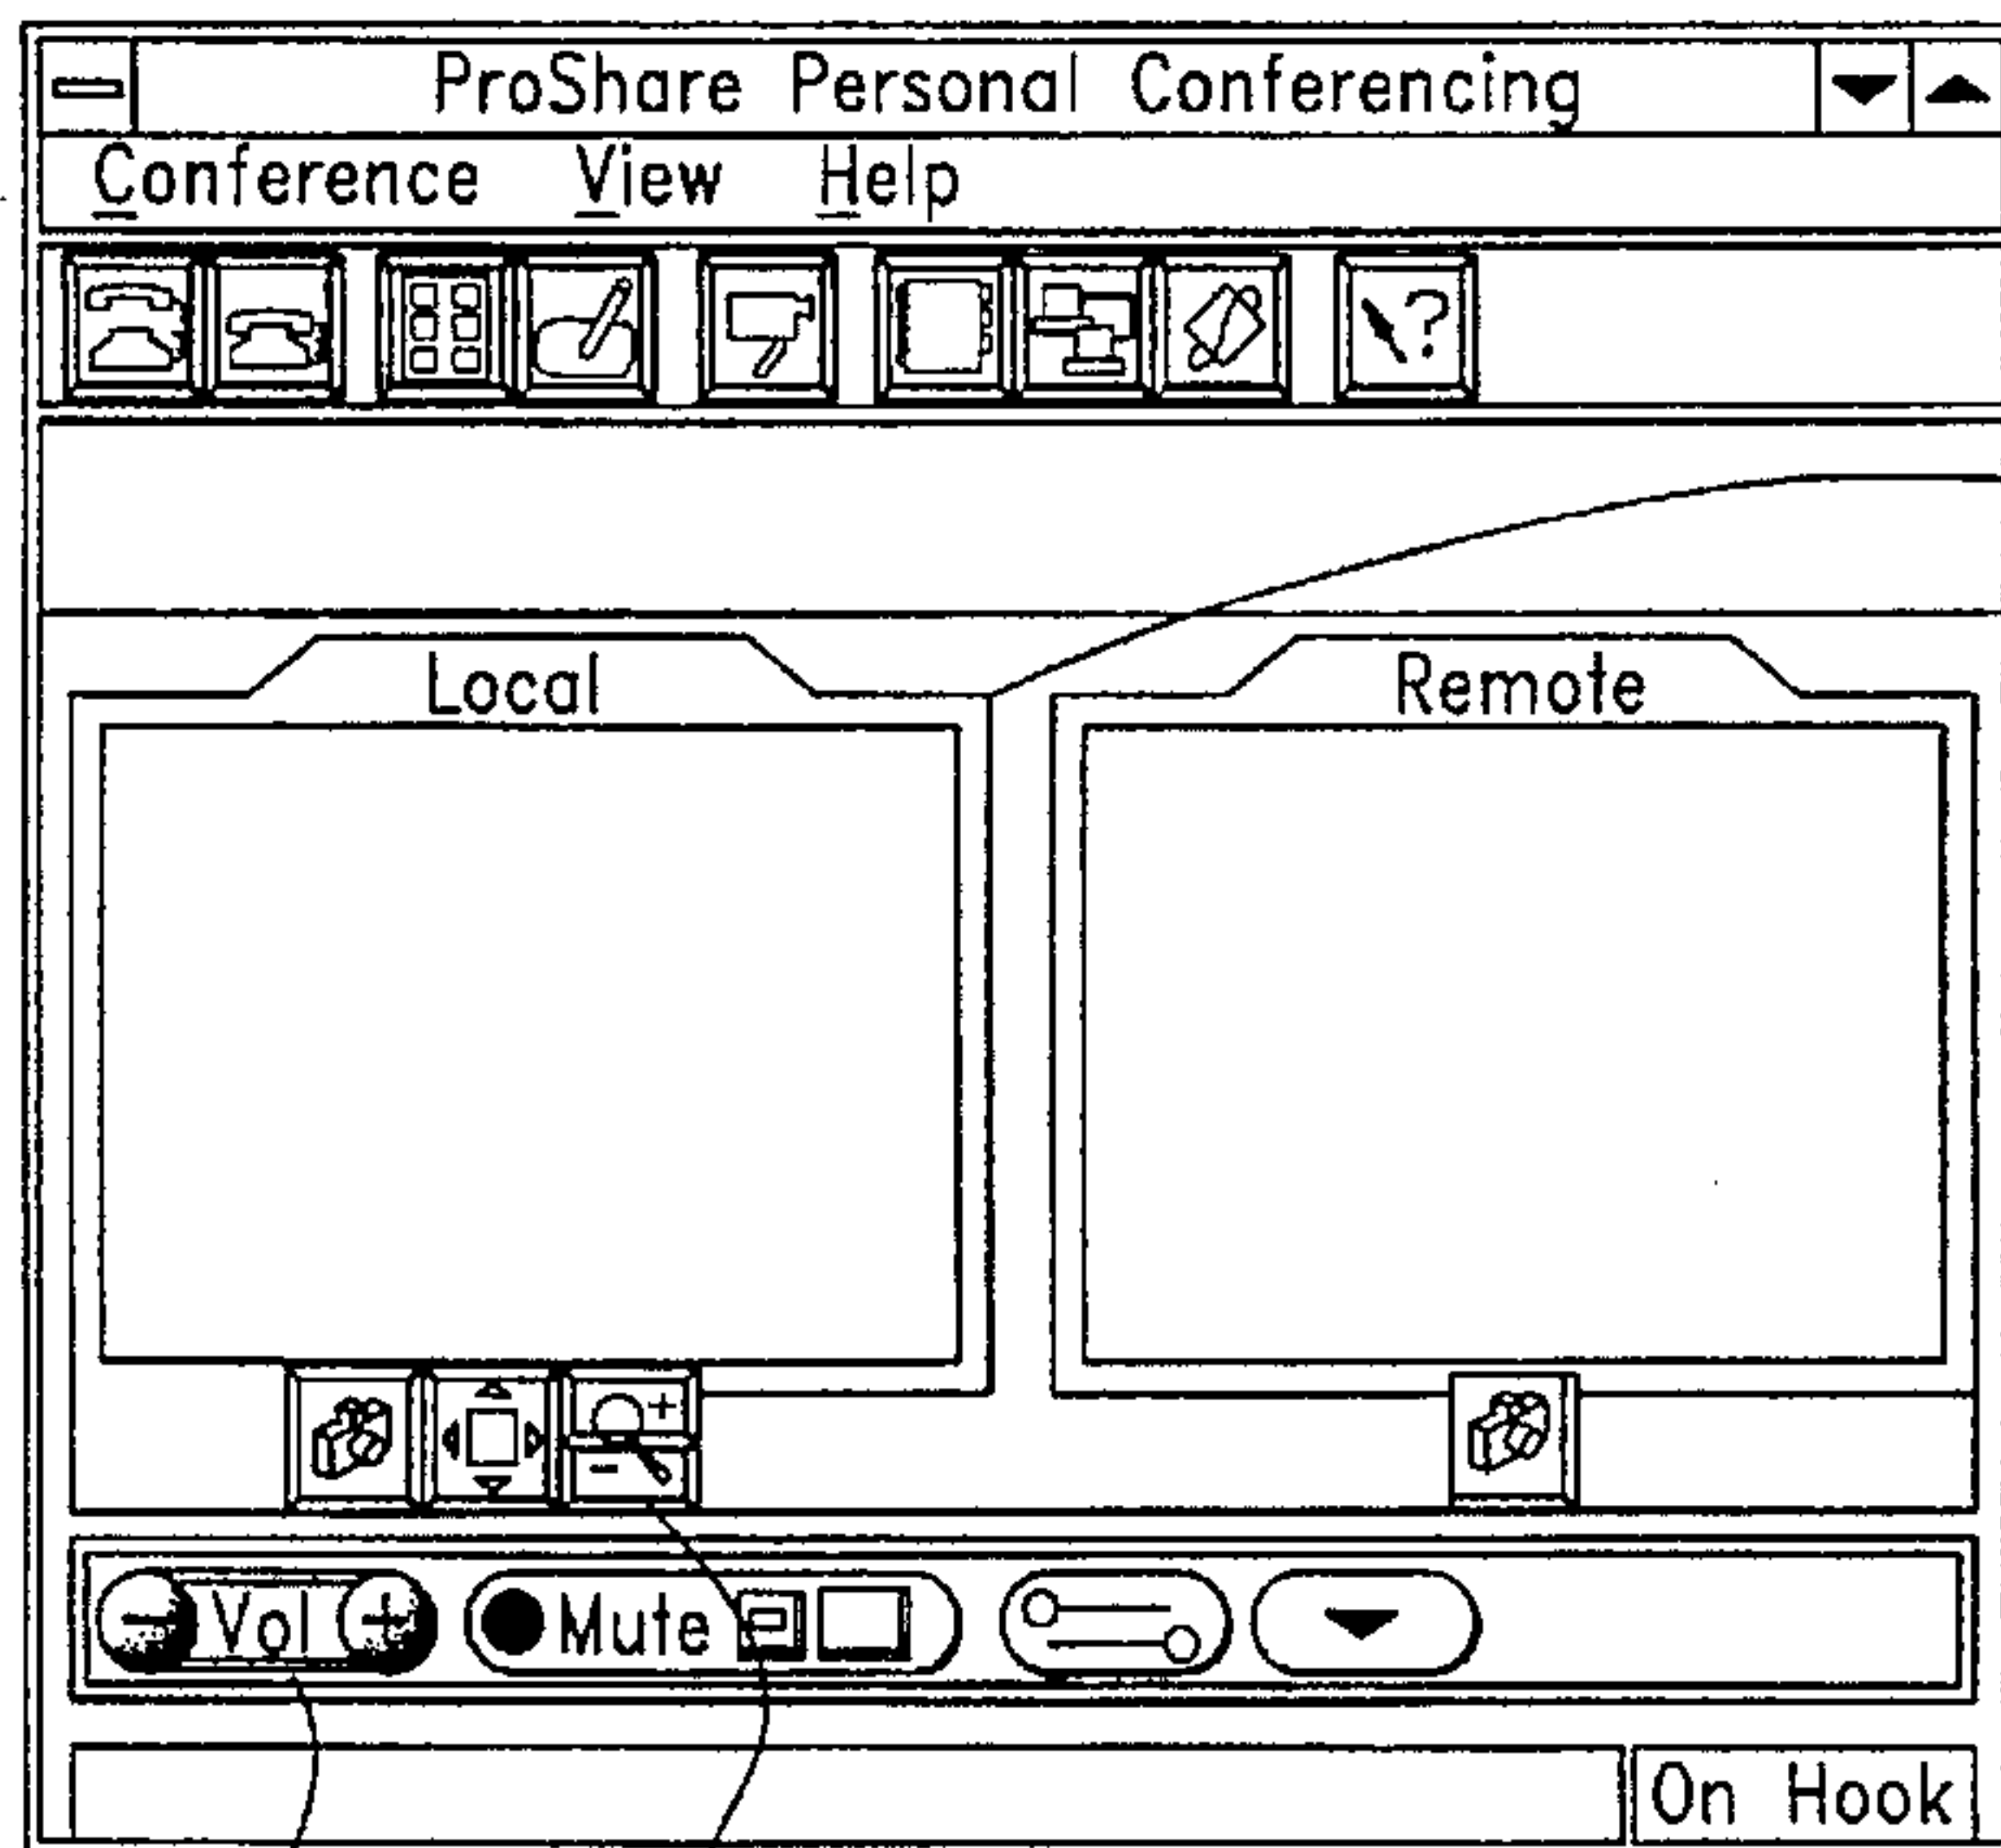 ProShare Personal Conferencing
Conference View Help
?
Local
Remote
+
-
- Vol + Mute
On Hook